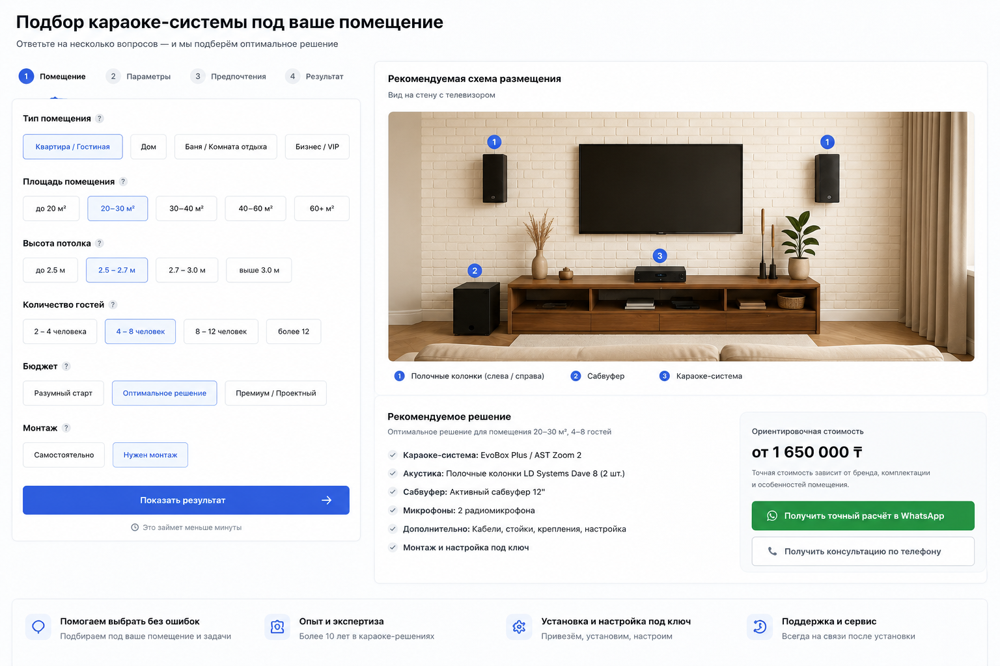 Подбор караоке-системы под ваше помещение
Ответьте на несколько вопросов — и мы подберём оптимальное решение
1 Помещение 2 Параметры 3 Предпочтения 4 Результат
Тип помещения ?
Квартира / Гостиная Дом Баня / Комната отдыха Бизнес / VIP
Площадь помещения ?
до 20 м² 20–30 м² 30–40 м² 40–60 м² 60+ м²
Высота потолка ?
до 2.5 м 2.5 – 2.7 м 2.7 – 3.0 м выше 3.0 м
Количество гостей ?
2 – 4 человека 4 – 8 человек 8 – 12 человек более 12
Бюджет ?
Разумный старт Оптимальное решение Премиум / Проектный
Монтаж ?
Самостоятельно Нужен монтаж
Показать результат
Это займет меньше минуты
Рекомендуемая схема размещения
Вид на стену с телевизором
1 1
3
2
1 Полочные колонки (слева / справа) 2 Сабвуфер 3 Караоке-система
Рекомендуемое решение
Оптимальное решение для помещения 20–30 м², 4–8 гостей
Караоке-система: EvoBox Plus / AST Zoom 2
Акустика: Полочные колонки LD Systems Dave 8 (2 шт.)
Сабвуфер: Активный сабвуфер 12"
Микрофоны: 2 радиомикрофона
Дополнительно: Кабели, стойки, крепления, настройка
Монтаж и настройка под ключ
Ориентировочная стоимость
от 1 650 000 ₸
Точная стоимость зависит от бренда, комплектации
и особенностей помещения.
Получить точный расчёт в WhatsApp
Получить консультацию по телефону
Помогаем выбрать без ошибок
Подбираем под ваше помещение и задачи
Опыт и экспертиза
Более 10 лет в караоке-решениях
Установка и настройка под ключ
Привезём, установим, настроим
Поддержка и сервис
Всегда на связи после установки